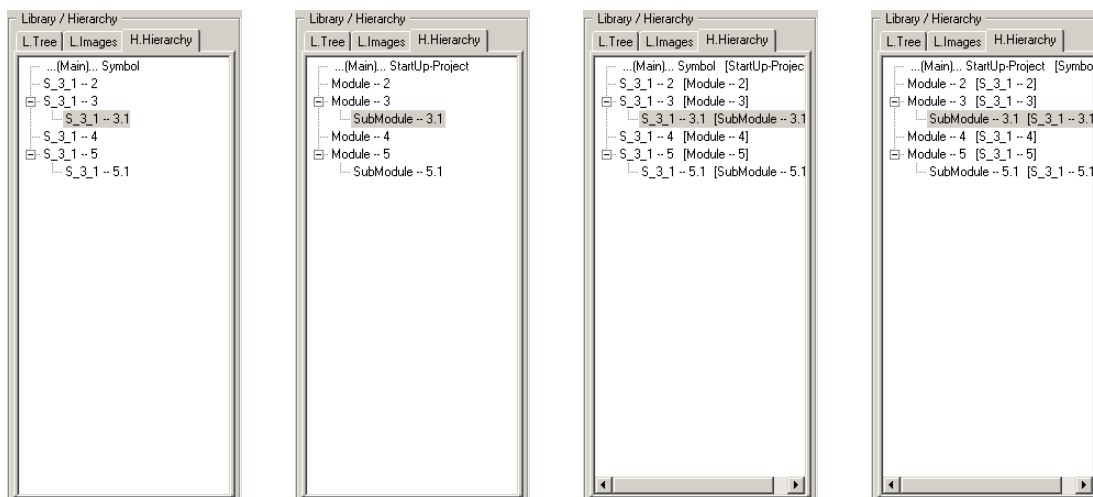 Library / Hierarchy
L.Tree L.Images H.Hierarchy
...(Main)... Symbol
S_3_1 -- 2
S_3_1 -- 3
S_3_1 -- 3.1
S_3_1 -- 4
S_3_1 -- 5
S_3_1 -- 5.1
Library / Hierarchy
L.Tree L.Images H.Hierarchy
...(Main)... StartUp-Project
Module -- 2
Module -- 3
SubModule -- 3.1
Module -- 4
Module -- 5
SubModule -- 5.1
Library / Hierarchy
L.Tree L.Images H.Hierarchy
...(Main)... Symbol [StartUp-Projec
S_3_1 -- 2 [Module -- 2]
S_3_1 -- 3 [Module -- 3]
S_3_1 -- 3.1 [SubModule -- 3.1
S_3_1 -- 4 [Module -- 4]
S_3_1 -- 5 [Module -- 5]
S_3_1 -- 5.1 [SubModule -- 5.1
Library / Hierarchy
L.Tree L.Images H.Hierarchy
...(Main)... StartUp-Project [Symbo
Module -- 2 [S_3_1 -- 2]
Module -- 3 [S_3_1 -- 3]
SubModule -- 3.1 [S_3_1 -- 3.1
Module -- 4 [S_3_1 -- 4]
Module -- 5 [S_3_1 -- 5]
SubModule -- 5.1 [S_3_1 -- 5.1